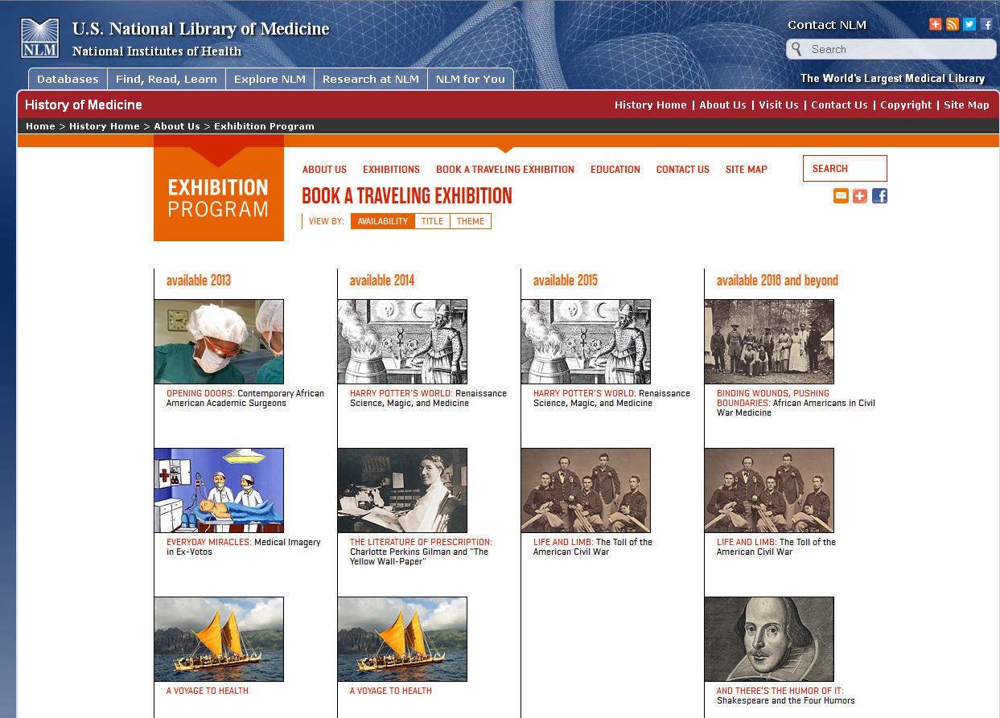 U.S. National Library of Medicine
National Institutes of Health
NLM
Contact NLM
Search
Databases
Find, Read, Learn
Explore NLM
Research at NLM
NLM for You
The World's Largest Medical Library
History of Medicine
History Home | About Us | Visit Us | Contact Us | Copyright | Site Map
Home > History Home > About Us > Exhibition Program
EXHIBITION
PROGRAM
ABOUT US
EXHIBITIONS
BOOK A TRAVELING EXHIBITION
EDUCATION
CONTACT US
SITE MAP
SEARCH
BOOK A TRAVELING EXHIBITION
VIEW BY:
AVAILABILITY
TITLE
THEME
available 2013
OPENING DOORS: Contemporary African
American Academic Surgeons
EVERYDAY MIRACLES: Medical Imagery
in Ex-Votos
A VOYAGE TO HEALTH
available 2014
HARRY POTTER'S WORLD: Renaissance
Science, Magic, and Medicine
THE LITERATURE OF PRESCRIPTION:
Charlotte Perkins Gilman and "The
Yellow Wall-Paper"
A VOYAGE TO HEALTH
available 2015
HARRY POTTER'S WORLD: Renaissance
Science, Magic, and Medicine
LIFE AND LIMB: The Toll of the
American Civil War
available 2016 and beyond
BINDING WOUNDS, PUSHING
BOUNDARIES: African Americans in Civil
War Medicine
LIFE AND LIMB: The Toll of the
American Civil War
AND THERE'S THE HUMOR OF IT:
Shakespeare and the Four Humors